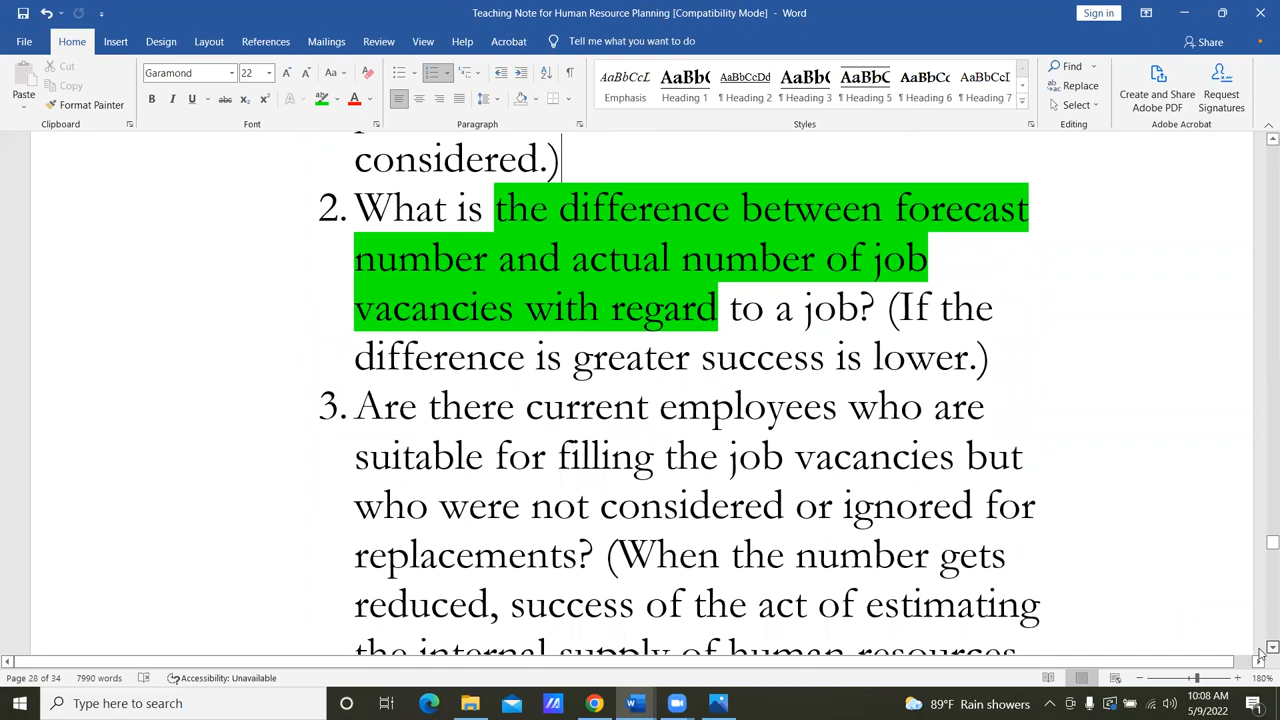 Teaching Note for Human Resource Planning [Compatibility Mode] - Word
Sign in
File Home Insert Design Layout References Mailings Review View Help Acrobat Tell me what you want to do
Share
Paste
Cut
Copy
Format Painter
Clipboard
Garamond 22
Font
Paragraph
AaBbCcL AaBb( AaBbCcDd AaBb( AaBbC( AaBbCc AaBbC
Emphasis Heading 1 ¶ Heading 2 ¶ Heading 3 ¶ Heading 5 ¶ Heading 6 ¶ Heading 7
Styles
Find
Replace
Select
Editing
Create and Share
Adobe PDF
Request
Signatures
Adobe Acrobat
considered.)
2. What is the difference between forecast
number and actual number of job
vacancies with regard to a job? (If the
difference is greater success is lower.)
3. Are there current employees who are
suitable for filling the job vacancies but
who were not considered or ignored for
replacements? (When the number gets
reduced, success of the act of estimating
the internal supply of human resources
Page 28 of 34 7990 words Accessibility: Unavailable
180%
Type here to search
89°F Rain showers
10:08 AM
5/9/2022